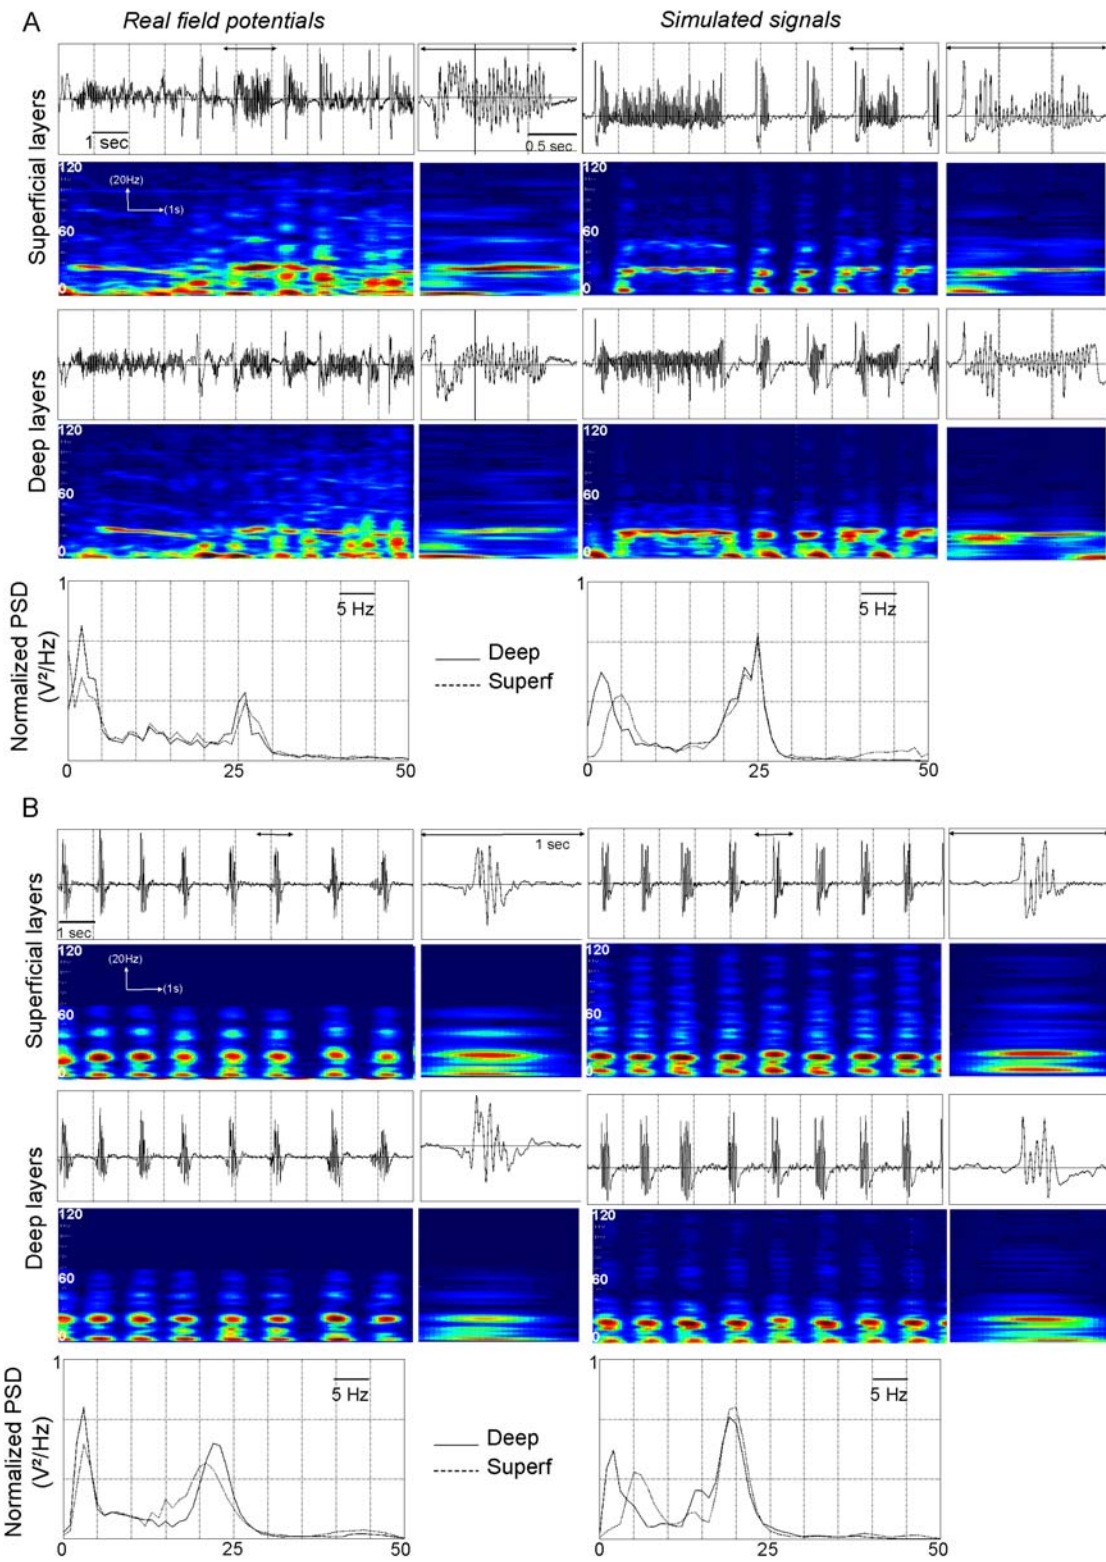 A
Real field potentials
Simulated signals
Superficial layers
1 sec
0.5 sec
120
(20Hz)
(1s)
60
0
120
60
0
Deep layers
120
60
0
120
60
0
Normalized PSD
(V²/Hz)
1
5 Hz
0
25
50
Deep
Superf
1
5 Hz
0
25
50
B
Superficial layers
1 sec
1 sec
120
(20Hz)
(1s)
60
0
120
60
0
Deep layers
120
60
0
120
60
0
Normalized PSD
(V²/Hz)
1
5 Hz
0
25
50
Deep
Superf
1
5 Hz
0
25
50